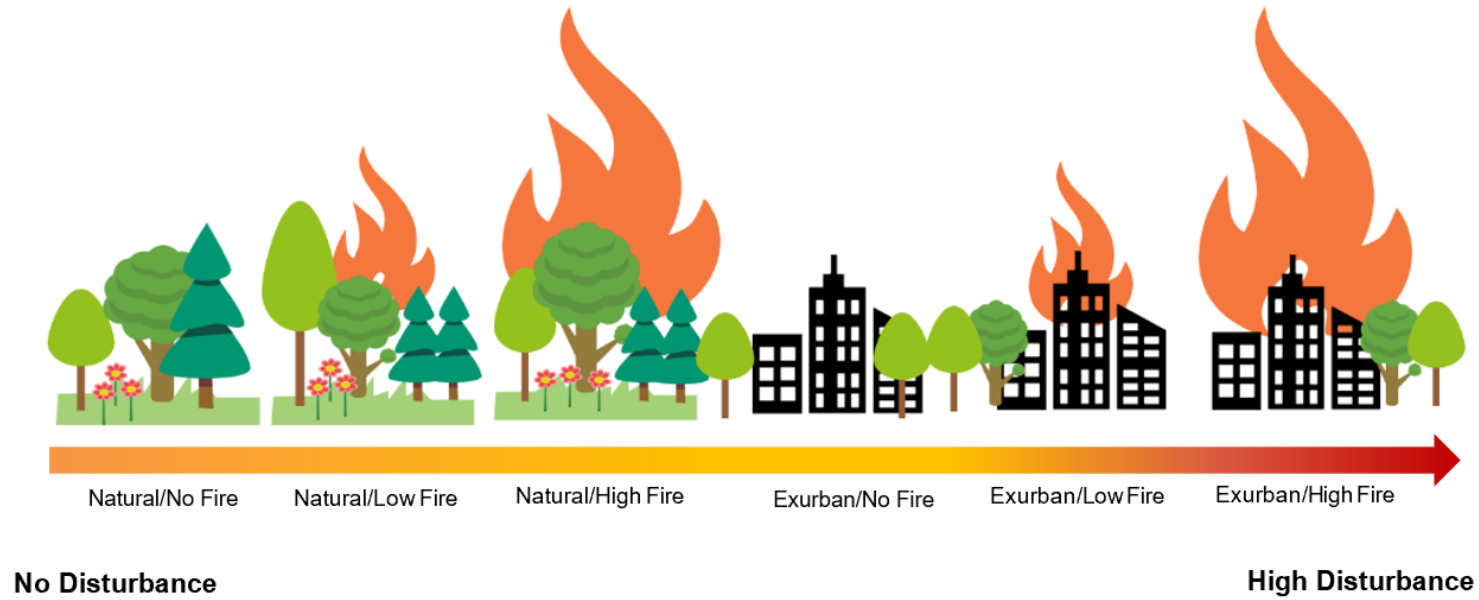 Natural/No Fire
Natural/Low Fire
Natural/High Fire
Exurban/No Fire
Exurban/Low Fire
Exurban/High Fire
No Disturbance
High Disturbance